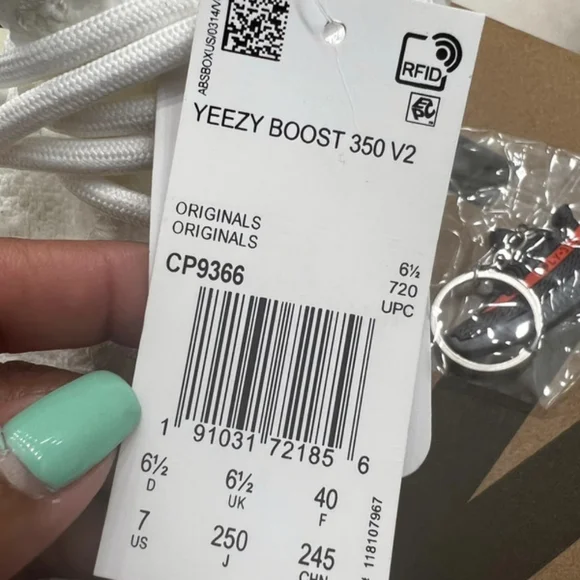 ABSBOXUS/0314/V
RFID
YEEZY BOOST 350 V2
ORIGINALS
ORIGINALS
CP9366
6½
720
UPC
1 91031 72185 6
6½ 6½ 40
D UK F
7 250 245
US J CHN
118107967